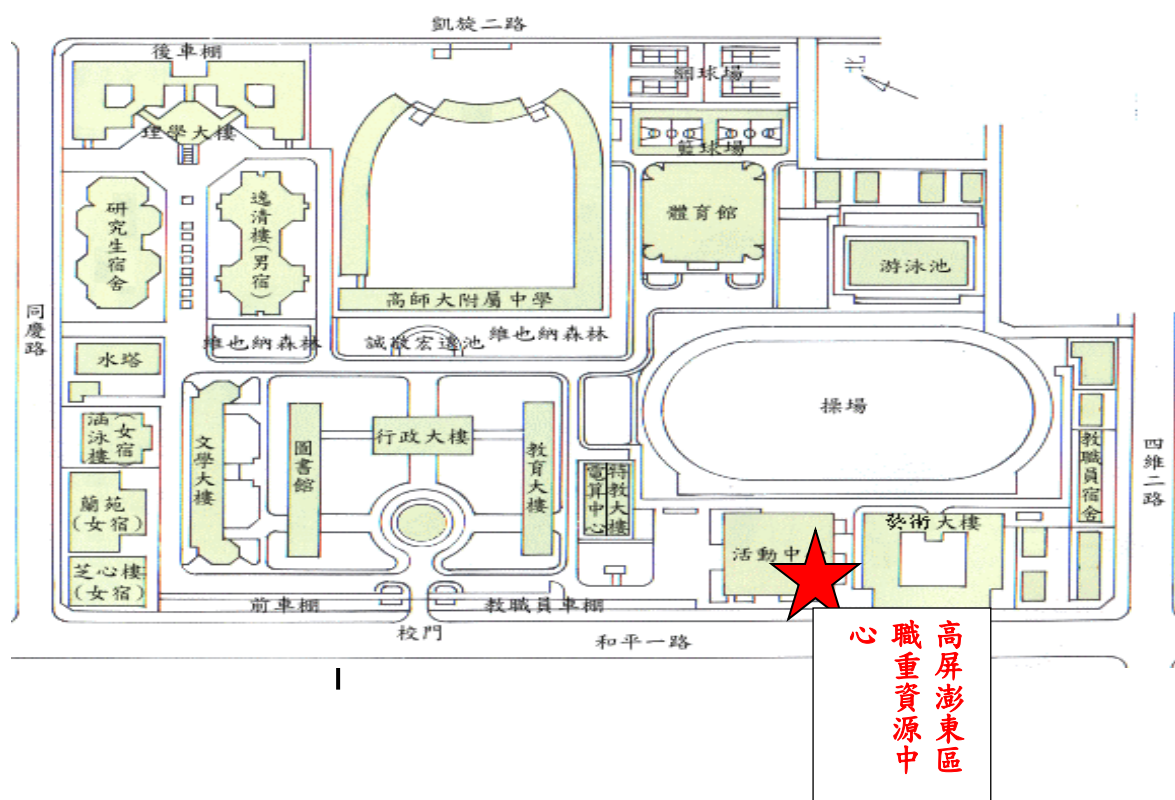 凱旋二路
後車棚
網球場
北
理學大樓
籃球場
研究生宿舍
逸清樓(男宿)
體育館
游泳池
高師大附屬中學
同慶路
維也納森林
誠敬宏遠池
維也納森林
水塔
操場
涵泳樓(女宿)
文學大樓
圖書館
行政大樓
教育大樓
電算中心
特教大樓
教職員宿舍
四維二路
蘭苑
(女宿)
活動中
藝術大樓
芝心樓
(女宿)
前車棚
教職員車棚
校門
和平一路
高屏澎東區
職重資源中
心